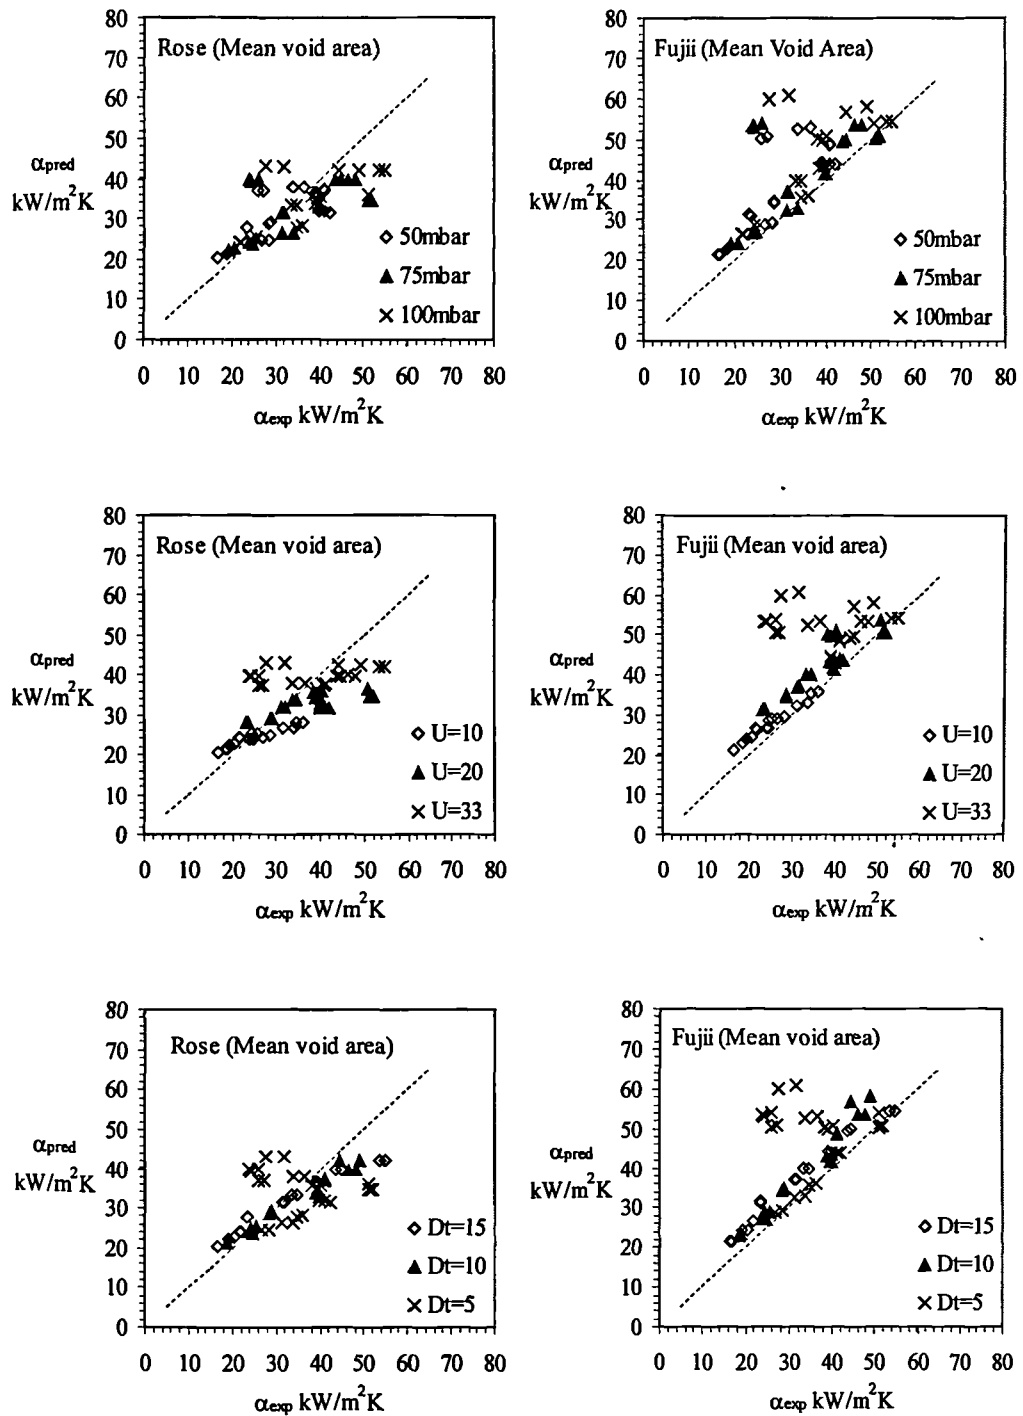 Rose (Mean void area)
80
70
60
50
40
30
20
10
0
αpred
kW/m²K
50mbar
75mbar
100mbar
0 10 20 30 40 50 60 70 80
αexp kW/m²K
Fujii (Mean Void Area)
80
70
60
50
40
30
20
10
0
αpred
kW/m²K
50mbar
75mbar
100mbar
0 10 20 30 40 50 60 70 80
αexp kW/m²K
Rose (Mean void area)
80
70
60
50
40
30
20
10
0
αpred
kW/m²K
U=10
U=20
U=33
0 10 20 30 40 50 60 70 80
αexp kW/m²K
Fujii (Mean void area)
80
70
60
50
40
30
20
10
0
αpred
kW/m²K
U=10
U=20
U=33
0 10 20 30 40 50 60 70 80
αexp kW/m²K
Rose (Mean void area)
80
70
60
50
40
30
20
10
0
αpred
kW/m²K
Dt=15
Dt=10
Dt=5
0 10 20 30 40 50 60 70 80
αexp kW/m²K
Fujii (Mean void area)
80
70
60
50
40
30
20
10
0
αpred
kW/m²K
Dt=15
Dt=10
Dt=5
0 10 20 30 40 50 60 70 80
αexp kW/m²K